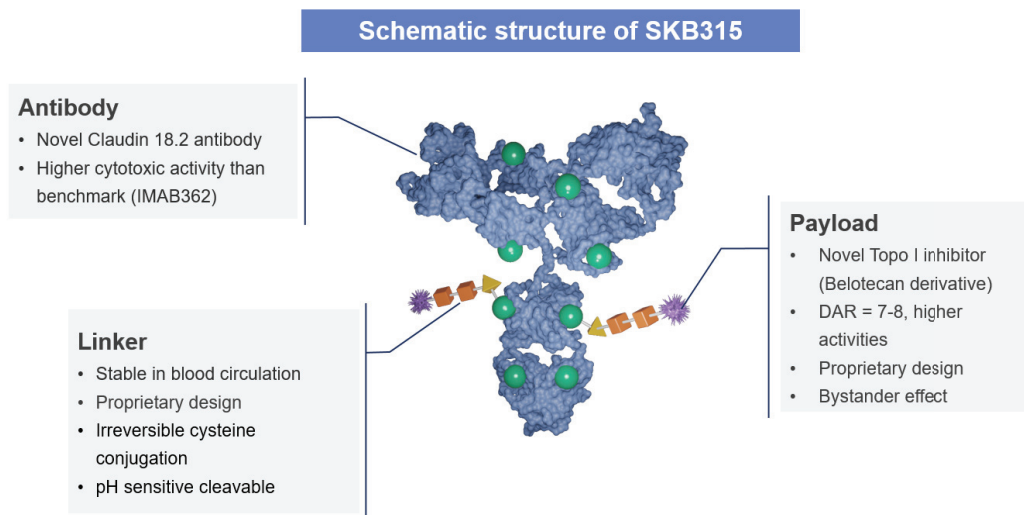 Schematic structure of SKB315
Antibody
• Novel Claudin 18.2 antibody
• Higher cytotoxic activity than
benchmark (IMAB362)
Linker
• Stable in blood circulation
• Proprietary design
• Irreversible cysteine
conjugation
• pH sensitive cleavable
Payload
• Novel Topo I inhibitor
(Belotecan derivative)
• DAR = 7-8, higher
activities
• Proprietary design
• Bystander effect